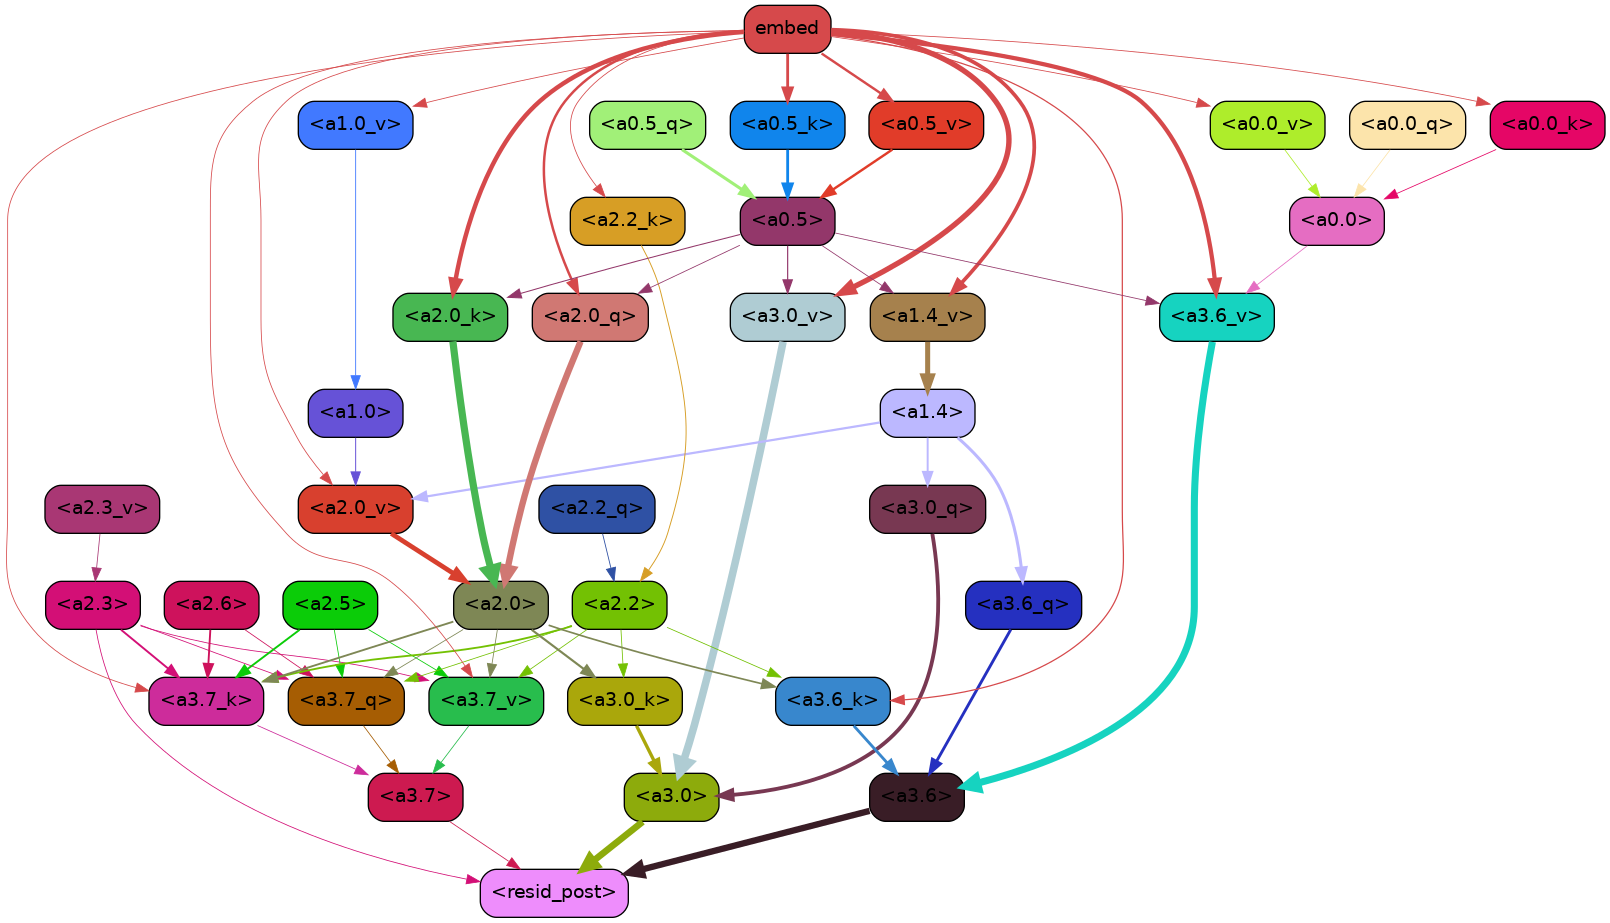 embed
<a1.0_v>
<a0.5_q>
<a0.5_k>
<a0.5_v>
<a0.0_v>
<a0.0_q>
<a0.0_k>
<a2.2_k>
<a0.5>
<a0.0>
<a2.0_k>
<a2.0_q>
<a3.0_v>
<a1.4_v>
<a3.6_v>
<a1.0>
<a1.4>
<a2.3_v>
<a2.0_v>
<a2.2_q>
<a3.0_q>
<a2.3>
<a2.6>
<a2.5>
<a2.0>
<a2.2>
<a3.6_q>
<a3.7_k>
<a3.7_q>
<a3.7_v>
<a3.0_k>
<a3.6_k>
<a3.7>
<a3.0>
<a3.6>
<resid_post>